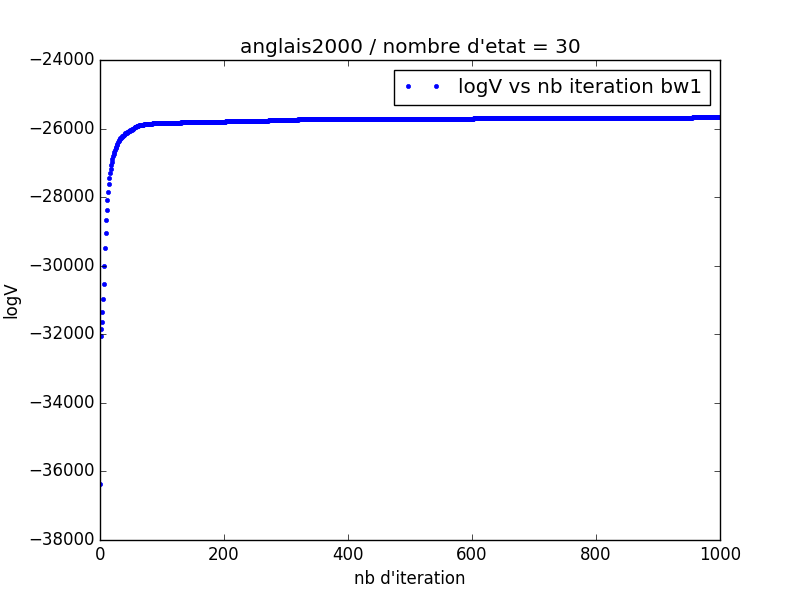 anglais2000 / nombre d'etat = 30
logV vs nb iteration bw1
−24000
−26000
−28000
−30000
−32000
−34000
−36000
−38000
logV
0 200 400 600 800 1000
nb d'iteration